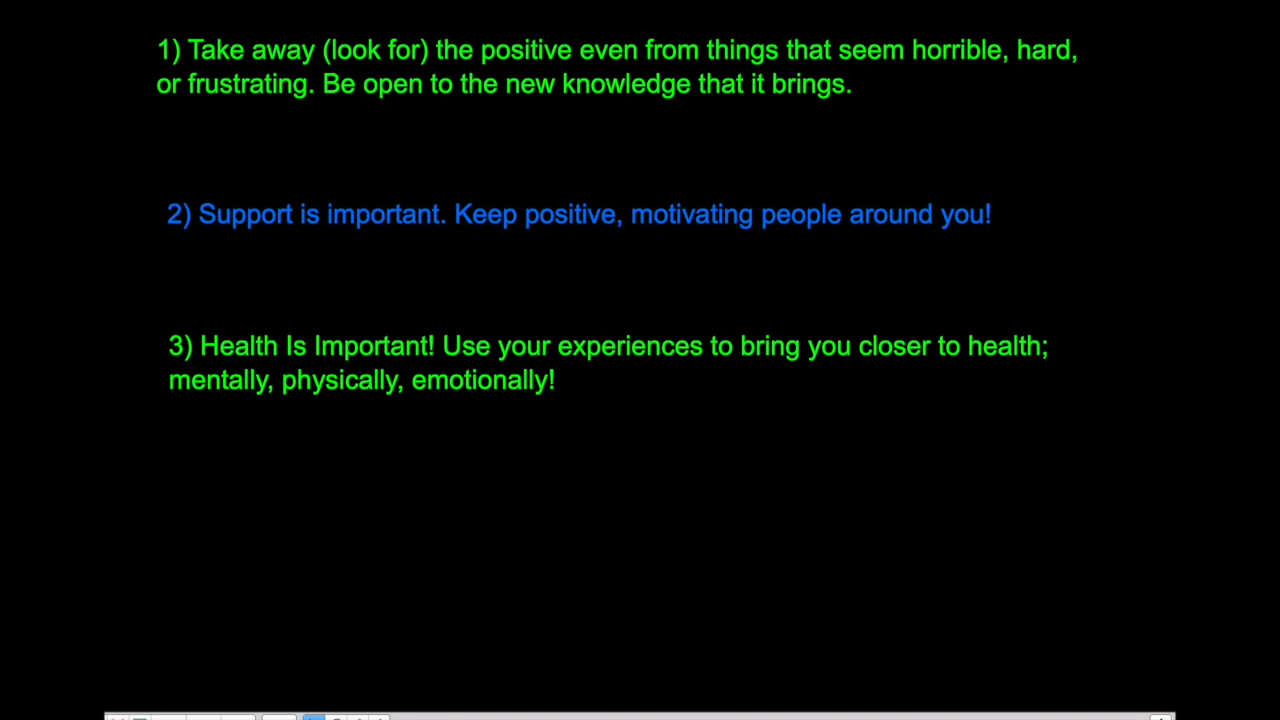 1) Take away (look for) the positive even from things that seem horrible, hard,
or frustrating. Be open to the new knowledge that it brings.
2) Support is important. Keep positive, motivating people around you!
3) Health Is Important! Use your experiences to bring you closer to health;
mentally, physically, emotionally!